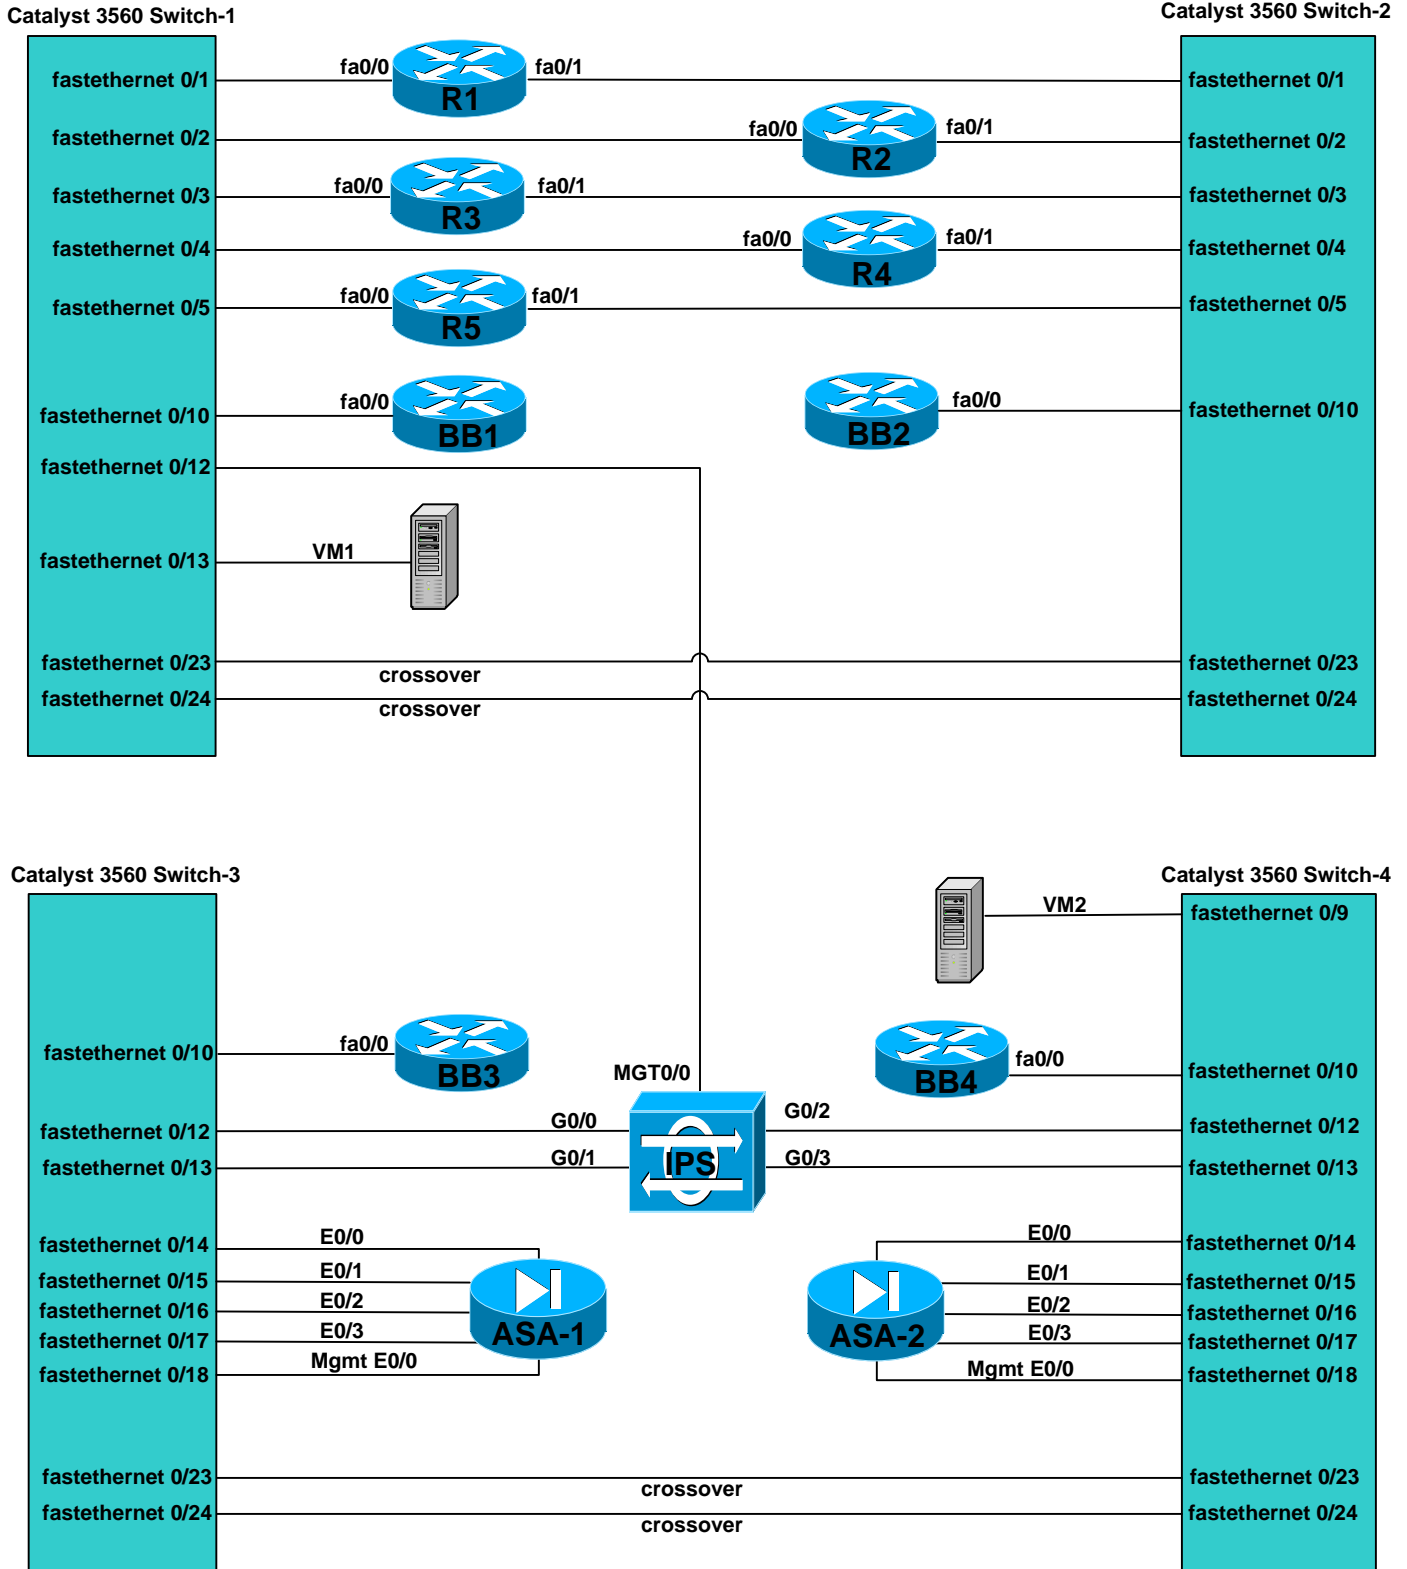 Catalyst 3560 Switch-1
Catalyst 3560 Switch-2
fastethernet 0/1
fa0/0
R1
fa0/1
fastethernet 0/1
fastethernet 0/2
fa0/0
R2
fa0/1
fastethernet 0/2
fastethernet 0/3
fa0/0
R3
fa0/1
fastethernet 0/3
fastethernet 0/4
fa0/0
R4
fa0/1
fastethernet 0/4
fastethernet 0/5
fa0/0
R5
fa0/1
fastethernet 0/5
fastethernet 0/10
fa0/0
BB1
BB2
fa0/0
fastethernet 0/10
fastethernet 0/12
fastethernet 0/13
VM1
fastethernet 0/23
crossover
fastethernet 0/23
fastethernet 0/24
crossover
fastethernet 0/24
Catalyst 3560 Switch-3
Catalyst 3560 Switch-4
VM2
fastethernet 0/9
fastethernet 0/10
fa0/0
BB3
MGT0/0
BB4
fa0/0
fastethernet 0/10
fastethernet 0/12
G0/0
G0/2
fastethernet 0/12
fastethernet 0/13
G0/1
IPS
G0/3
fastethernet 0/13
fastethernet 0/14
E0/0
E0/0
fastethernet 0/14
fastethernet 0/15
E0/1
E0/1
fastethernet 0/15
fastethernet 0/16
E0/2
E0/2
fastethernet 0/16
fastethernet 0/17
E0/3
ASA-1
ASA-2
E0/3
fastethernet 0/17
fastethernet 0/18
Mgmt E0/0
Mgmt E0/0
fastethernet 0/18
fastethernet 0/23
crossover
fastethernet 0/23
fastethernet 0/24
crossover
fastethernet 0/24